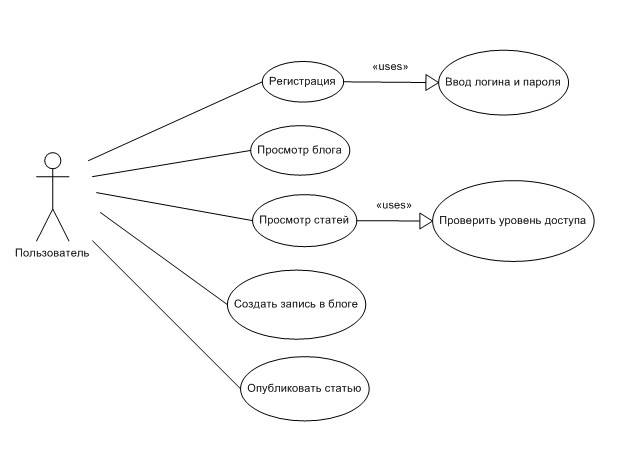 «uses»
Регистрация
Ввод логина и пароля
Просмотр блога
«uses»
Просмотр статей
Проверить уровень доступа
Пользователь
Создать запись в блоге
Опубликовать статью